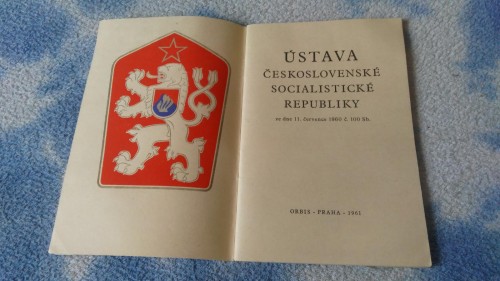 ÚSTAVA
ČESKOSLOVENSKÉ
SOCIALISTICKÉ
REPUBLIKY
ze dne 11. července 1960 č. 100 Sb.
ORBIS - PRAHA - 1961